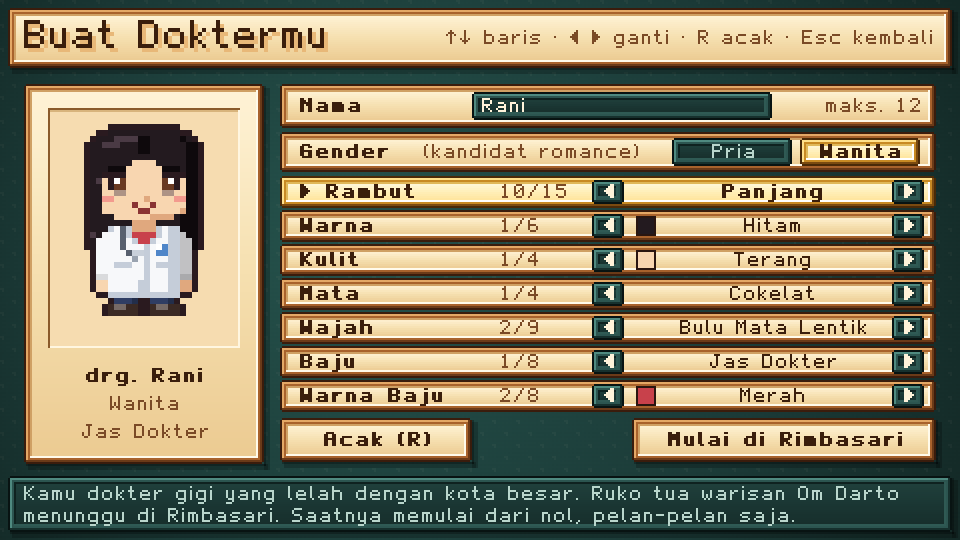 Buat Doktermu
↑↓ baris · ◀ ▶ ganti · R acak · Esc kembali
Nama Rani maks. 12
Gender (kandidat romance) Pria Wanita
▶ Rambut 10/15 ◀ Panjang ▶
Warna 1/6 ◀ Hitam ▶
Kulit 1/4 ◀ Terang ▶
Mata 1/4 ◀ Cokelat ▶
Wajah 2/9 ◀ Bulu Mata Lentik ▶
Baju 1/8 ◀ Jas Dokter ▶
Warna Baju 2/8 ◀ Merah ▶
drg. Rani
Wanita
Jas Dokter
Acak (R)
Mulai di Rimbasari
Kamu dokter gigi yang lelah dengan kota besar. Ruko tua warisan Om Darto
menunggu di Rimbasari. Saatnya memulai dari nol, pelan-pelan saja.